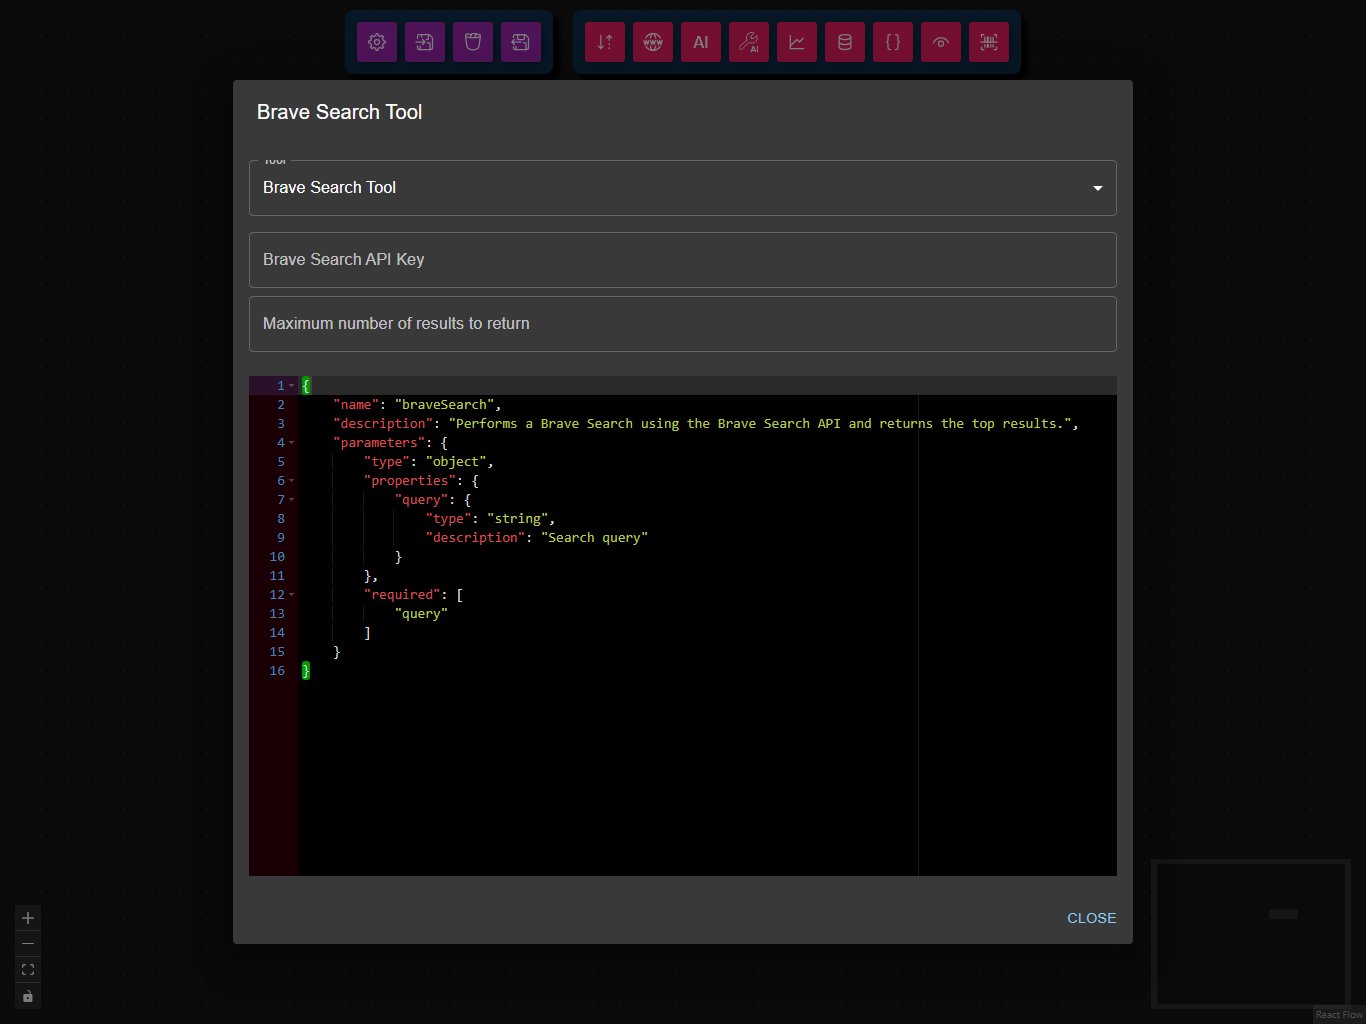 WWW
AI
AI
Brave Search Tool
Tool
Brave Search Tool
Brave Search API Key
Maximum number of results to return
1 {
2 "name": "braveSearch",
3 "description": "Performs a Brave Search using the Brave Search API and returns the top results.",
4 "parameters": {
5 "type": "object",
6 "properties": {
7 "query": {
8 "type": "string",
9 "description": "Search query"
10 }
11 },
12 "required": [
13 "query"
14 ]
15 }
16 }
CLOSE
React Flow